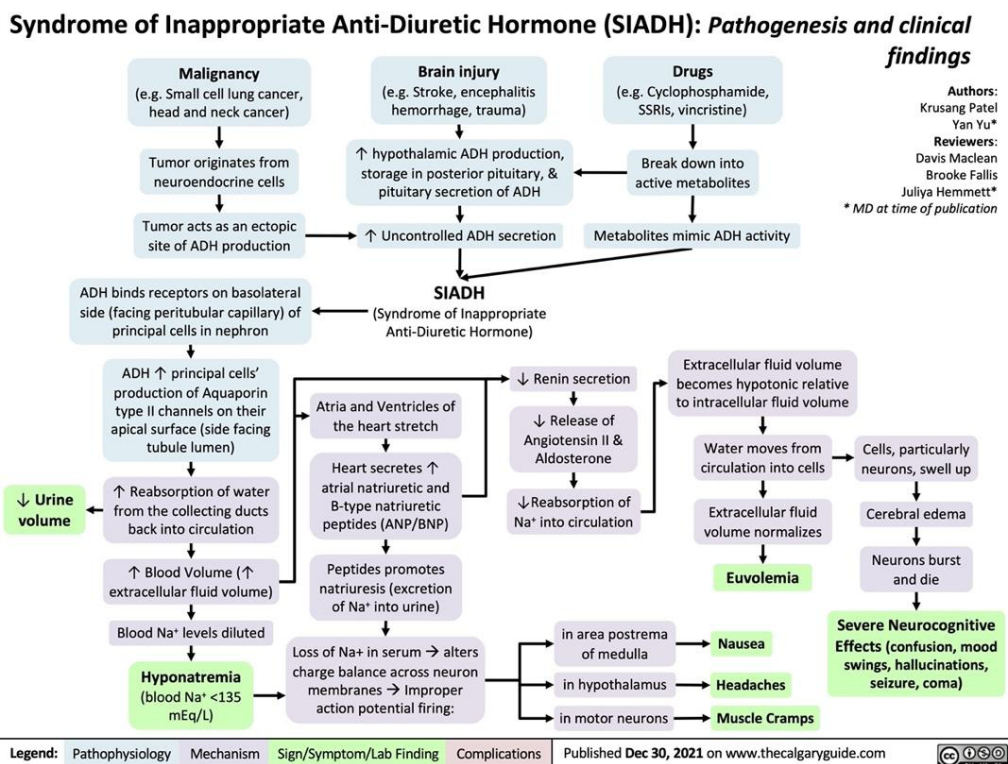 Syndrome of Inappropriate Anti-Diuretic Hormone (SIADH): Pathogenesis and clinical
findings
Authors:
Krusang Patel
Yan Yu*
Reviewers:
Davis Maclean
Brooke Fallis
Juliya Hemmett*
* MD at time of publication
Malignancy
(e.g. Small cell lung cancer,
head and neck cancer)
Brain injury
(e.g. Stroke, encephalitis
hemorrhage, trauma)
Drugs
(e.g. Cyclophosphamide,
SSRIs, vincristine)
Tumor originates from
neuroendocrine cells
↑ hypothalamic ADH production,
storage in posterior pituitary, &
pituitary secretion of ADH
Break down into
active metabolites
Tumor acts as an ectopic
site of ADH production
↑ Uncontrolled ADH secretion
Metabolites mimic ADH activity
SIADH
(Syndrome of Inappropriate
Anti-Diuretic Hormone)
ADH binds receptors on basolateral
side (facing peritubular capillary) of
principal cells in nephron
ADH ↑ principal cells'
production of Aquaporin
type II channels on their
apical surface (side facing
tubule lumen)
↓ Urine
volume
↑ Reabsorption of water
from the collecting ducts
back into circulation
↑ Blood Volume (↑
extracellular fluid volume)
Blood Na⁺ levels diluted
Hyponatremia
(blood Na⁺ <135
mEq/L)
Atria and Ventricles of
the heart stretch
Heart secretes ↑
atrial natriuretic and
B-type natriuretic
peptides (ANP/BNP)
Peptides promotes
natriuresis (excretion
of Na⁺ into urine)
Loss of Na+ in serum → alters
charge balance across neuron
membranes → Improper
action potential firing:
↓ Renin secretion
↓ Release of
Angiotensin II &
Aldosterone
↓Reabsorption of
Na⁺ into circulation
Extracellular fluid volume
becomes hypotonic relative
to intracellular fluid volume
Water moves from
circulation into cells
Extracellular fluid
volume normalizes
Euvolemia
Cells, particularly
neurons, swell up
Cerebral edema
Neurons burst
and die
Severe Neurocognitive
Effects (confusion, mood
swings, hallucinations,
seizure, coma)
in area postrema
of medulla
Nausea
in hypothalamus
Headaches
in motor neurons
Muscle Cramps
Legend: Pathophysiology Mechanism Sign/Symptom/Lab Finding Complications Published Dec 30, 2021 on www.thecalgaryguide.com
cc